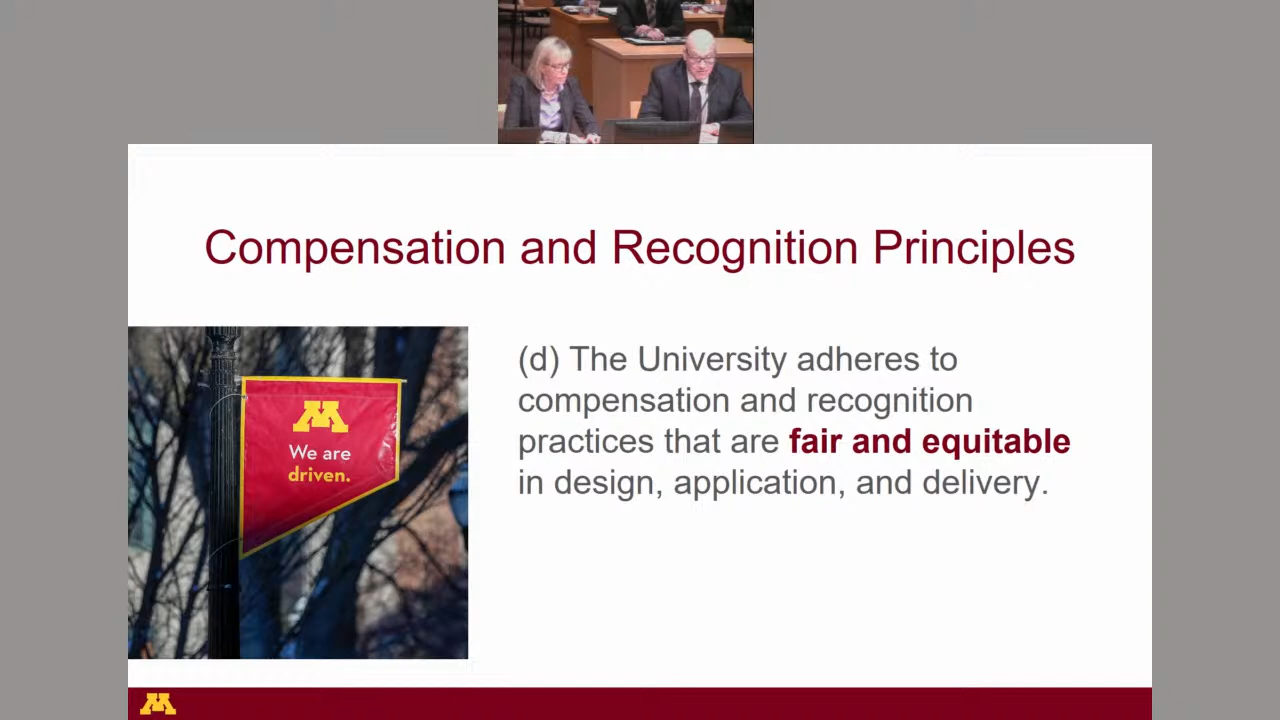 Compensation and Recognition Principles
M
We are
driven.
(d) The University adheres to
compensation and recognition
practices that are fair and equitable
in design, application, and delivery.
M